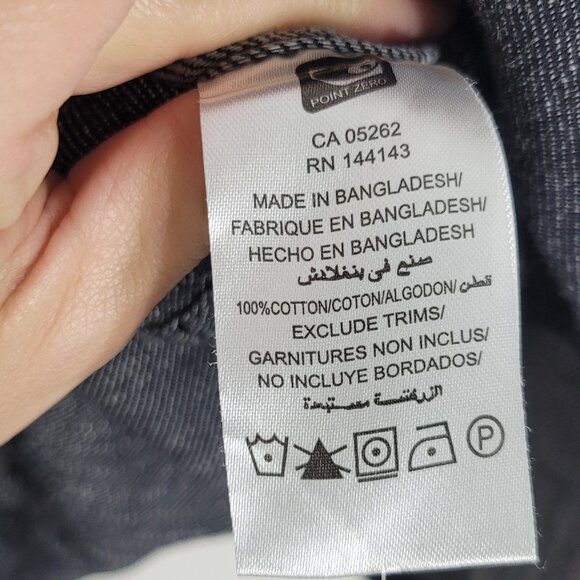 POINT ZERO
CA 05262
RN 144143
MADE IN BANGLADESH/
FABRIQUE EN BANGLADESH/
HECHO EN BANGLADESH
صنع في بنغلادش
100%COTTON/COTON/ALGODON/قطن
EXCLUDE TRIMS/
GARNITURES NON INCLUS/
NO INCLUYE BORDADOS/
الزركشة مستبعدة
P